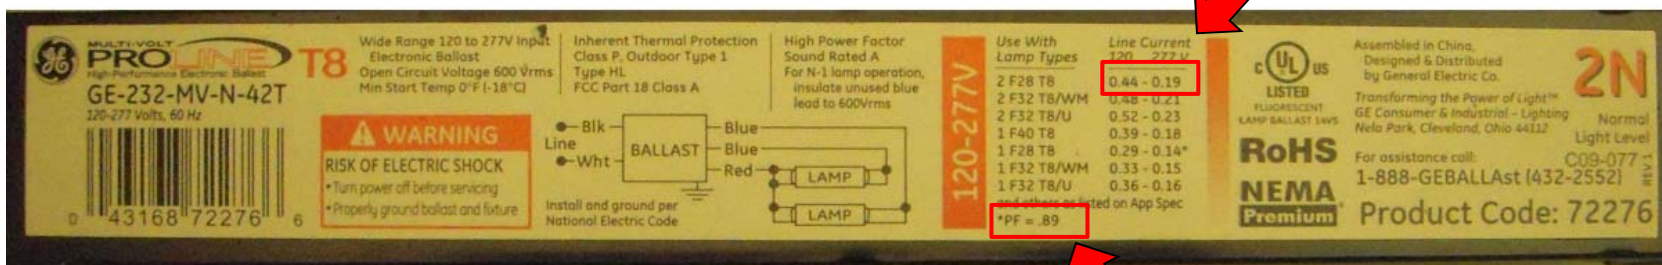 GE
MULTI-VOLT
PROLINE T8
High Performance Electronic Ballast
GE-232-MV-N-42T
120-277 Volts, 60 Hz
D 43168 72276 6
Wide Range 120 to 277V Input
Electronic Ballast
Open Circuit Voltage 600 Vrms
Min Start Temp 0°F (-18°C)
WARNING
RISK OF ELECTRIC SHOCK
•Turn power off before servicing
•Properly ground ballast and fixture
Inherent Thermal Protection
Class P, Outdoor Type 1
Type HL
FCC Part 18 Class A
High Power Factor
Sound Rated A
For N-1 lamp operation,
insulate unused blue
lead to 600Vrms
Blk
Line
Wht
BALLAST
Blue
Blue
Red
LAMP
LAMP
Install and ground per
National Electric Code
120-277V
Use With Line Current
Lamp Types 120 277 V
2 F28 T8 0.44 - 0.19
2 F32 T8/WM 0.48 - 0.21
2 F32 T8/U 0.52 - 0.23
1 F40 T8 0.39 - 0.18
1 F28 T8 0.29 - 0.14*
1 F32 T8/WM 0.33 - 0.15
1 F32 T8/U 0.36 - 0.16
and others as listed on App Spec
*PF = .89
C UL US
LISTED
FLUORESCENT
LAMP BALLAST 14V5
RoHS
NEMA
Premium
Assembled in China,
Designed & Distributed
by General Electric Co.
Transforming the Power of Light™
GE Consumer & Industrial - Lighting
Nela Park, Cleveland, Ohio 44112
2N
Normal
Light Level
For assistance call: C09-077
1-888-GEBALLAst (432-2552)
REV1
Product Code: 72276